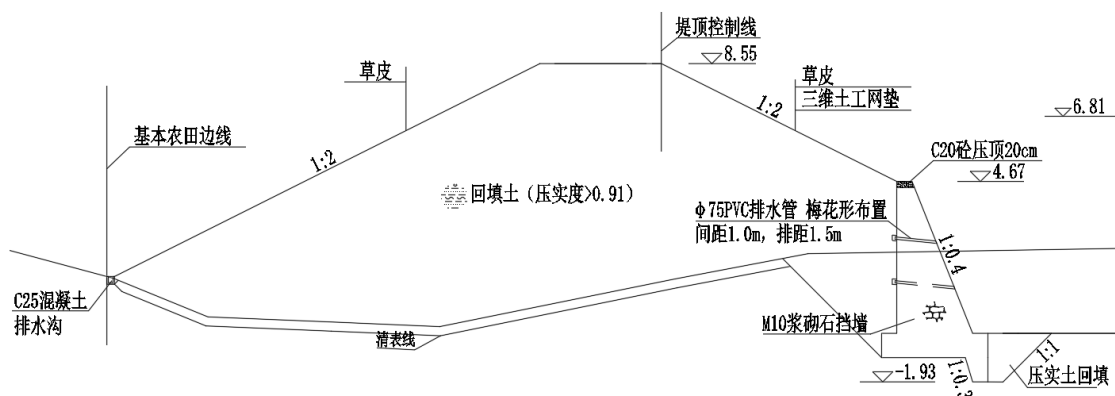 堤顶控制线
8.55
草皮
草皮
三维土工网垫
1:2
6.81
基本农田边线
1:2
C20砼压顶20cm
4.67
回填土（压实度>0.91）
φ75PVC排水管 梅花形布置
间距1.0m，排距1.5m
1:0.4
C25混凝土
排水沟
清表线
M10浆砌石挡墙
1:1
-1.93
1:0.3
压实土回填